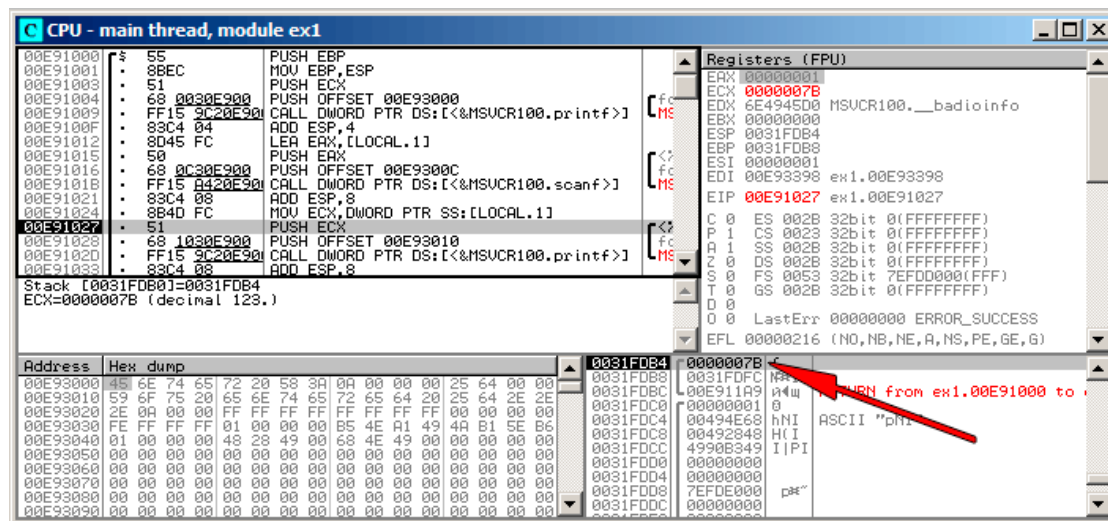 C CPU - main thread, module ex1
00E91000 $ 55 PUSH EBP
00E91001 . 8BEC MOV EBP,ESP
00E91003 . 51 PUSH ECX
00E91004 . 68 0030E900 PUSH OFFSET 00E93000
00E91009 . FF15 9C20E90 CALL DWORD PTR DS:[<&MSVCR100.printf>]
00E9100F . 83C4 04 ADD ESP,4
00E91012 . 8D45 FC LEA EAX,[LOCAL.1]
00E91015 . 50 PUSH EAX
00E91016 . 68 0C30E900 PUSH OFFSET 00E9300C
00E9101B . FF15 A420E90 CALL DWORD PTR DS:[<&MSVCR100.scanf>]
00E91021 . 83C4 08 ADD ESP,8
00E91024 . 8B4D FC MOV ECX,DWORD PTR SS:[LOCAL.1]
00E91027 . 51 PUSH ECX
00E91028 . 68 1030E900 PUSH OFFSET 00E93010
00E9102D . FF15 9C20E90 CALL DWORD PTR DS:[<&MSVCR100.printf>]
00E91033 . 83C4 08 ADD ESP,8
Stack [0031FDB0]=0031FDB4
ECX=0000007B (decimal 123.)
Registers (FPU)
EAX 00000001
ECX 0000007B
EDX 6E4945D0 MSVCR100.__badioinfo
EBX 00000000
ESP 0031FDB4
EBP 0031FDB8
ESI 00000001
EDI 00E93398 ex1.00E93398
EIP 00E91027 ex1.00E91027
C 0 ES 002B 32bit 0(FFFFFFFF)
P 1 CS 0023 32bit 0(FFFFFFFF)
A 1 SS 002B 32bit 0(FFFFFFFF)
Z 0 DS 002B 32bit 0(FFFFFFFF)
S 0 FS 0053 32bit 7EFDD000(FFF)
T 0 GS 002B 32bit 0(FFFFFFFF)
D 0
O 0 LastErr 00000000 ERROR_SUCCESS
EFL 00000216 (NO,NB,NE,A,NS,PE,GE,G)
Address Hex dump
00E93000 45 6E 74 65 72 20 58 3A 0A 00 00 00 25 64 00 00
00E93010 59 6F 75 20 65 6E 74 65 72 65 64 20 25 64 2E 2E
00E93020 2E 0A 00 00 FF FF FF FF FF FF FF FF 00 00 00 00
00E93030 FE FF FF FF 01 00 00 00 B5 4E A1 49 4A B1 5E B6
00E93040 01 00 00 00 48 28 49 00 68 4E 49 00 00 00 00 00
00E93050 00 00 00 00 00 00 00 00 00 00 00 00 00 00 00 00
00E93060 00 00 00 00 00 00 00 00 00 00 00 00 00 00 00 00
00E93070 00 00 00 00 00 00 00 00 00 00 00 00 00 00 00 00
00E93080 00 00 00 00 00 00 00 00 00 00 00 00 00 00 00 00
00E93090 00 00 00 00 00 00 00 00 00 00 00 00 00 00 00 00
0031FDB4 0000007B {
0031FDB8 0031FDFC
0031FDBC 00E911A9 RETURN from ex1.00E91000 to
0031FDC0 00000001
0031FDC4 00494E68 hNI ASCII "pNI"
0031FDC8 00492848 H(I
0031FDCC 4990B349 I|PI
0031FDD0 00000000
0031FDD4 00000000
0031FDD8 7EFDE000
0031FDDC 00000000